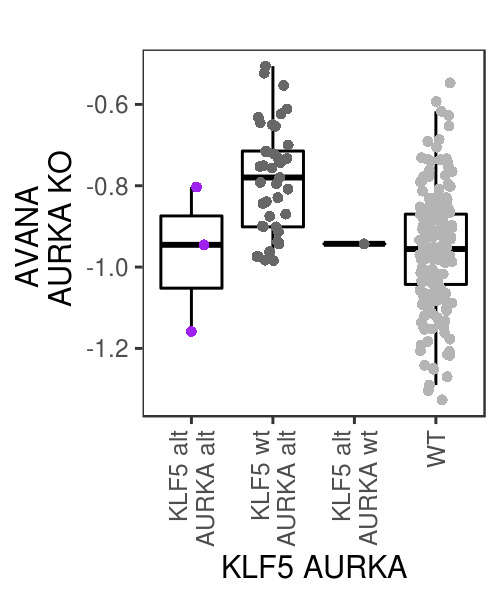 AVANA
AURKA KO
-0.6
-0.8
-1.0
-1.2
KLF5 alt
AURKA alt
KLF5 wt
AURKA alt
KLF5 alt
AURKA wt
WT
KLF5 AURKA